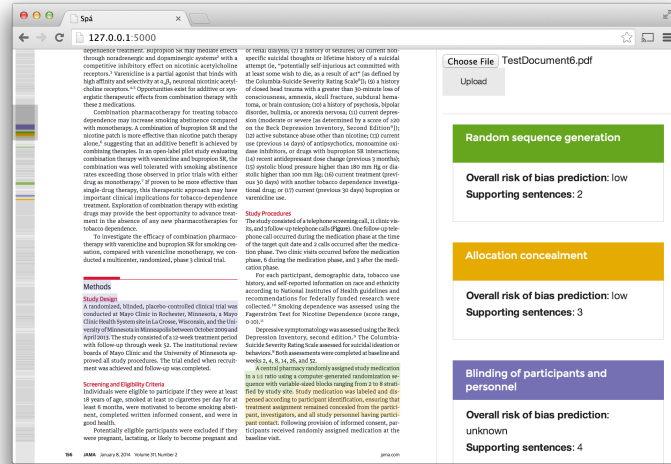 Spá
127.0.0.1:5000
dependence treatment. Bupropion SR may mediate effects
through noradrenergic and dopaminergic systems⁶ with a
competitive inhibitory effect on nicotinic acetylcholine
receptors.³ Varenicline is a partial agonist that binds with
high affinity and selectivity at α₄β₂ neuronal nicotinic acetyl-
choline receptors.⁴,⁵ Opportunities exist for additive or syn-
ergistic therapeutic effects from combination therapy with
these 2 medications.
Combination pharmacotherapy for treating tobacco
dependence may increase smoking abstinence compared
with monotherapy. A combination of bupropion SR and the
nicotine patch is more effective than nicotine patch therapy
alone,⁶ suggesting that an additive benefit is achieved by
combining therapies. In an open-label pilot study evaluating
combination therapy with varenicline and bupropion SR, the
combination was well tolerated with smoking abstinence
rates exceeding those observed in prior trials with either
drug as monotherapy.⁷ If proven to be more effective than
single-drug therapy, this therapeutic approach may have
important clinical implications for tobacco-dependence
treatment. Exploration of combination therapy with existing
drugs may provide the best opportunity to advance treat-
ment in the absence of any new pharmacotherapies for
tobacco dependence.
To investigate the efficacy of combination pharmaco-
therapy with varenicline and bupropion SR for smoking ces-
sation, compared with varenicline monotherapy, we con-
ducted a multicenter, randomized, phase 3 clinical trial.
Methods
Study Design
A randomized, blinded, placebo-controlled clinical trial was
conducted at Mayo Clinic in Rochester, Minnesota, a Mayo
Clinic Health System site in La Crosse, Wisconsin, and the Uni-
versity of Minnesota in Minneapolis between October 2009 and
April 2013. The study consisted of a 12-week treatment period
with follow-up through week 52. The institutional review
boards of Mayo Clinic and the University of Minnesota ap-
proved all study procedures. The trial ended when recruit-
ment was achieved and follow-up was completed.
Screening and Eligibility Criteria
Individuals were eligible to participate if they were at least
18 years of age, smoked at least 10 cigarettes per day for at
least 6 months, were motivated to become smoking absti-
nent, completed written informed consent, and were in
good health.
Potentially eligible participants were excluded if they
were pregnant, lactating, or likely to become pregnant and
of renal dialysis; (7) a history of seizures; (8) current non-
specific suicidal thoughts or lifetime history of a suicidal
attempt (ie, "potentially self-injurious act committed with
at least some wish to die, as a result of act" [as defined by
the Columbia-Suicide Severity Rating Scale⁸]); (9) a history
of closed head trauma with a greater than 30-minute loss of
consciousness, amnesia, skull fracture, subdural hema-
toma, or brain contusion; (10) a history of psychosis, bipolar
disorder, bulimia, or anorexia nervosa; (11) current depres-
sion (moderate or severe [as determined by a score of ≥20
on the Beck Depression Inventory, Second Edition⁹]);
(12) active substance abuse other than nicotine; (13) current
use (previous 14 days) of antipsychotics, monoamine oxi-
dase inhibitors, or drugs with bupropion SR interactions;
(14) recent antidepressant dose change (previous 3 months);
(15) systolic blood pressure higher than 180 mm Hg or dia-
stolic higher than 100 mm Hg; (16) current treatment (previ-
ous 30 days) with another tobacco dependence investiga-
tional drug; or (17) current (previous 30 days) bupropion or
varenicline use.
Study Procedures
The study consisted of a telephone screening call, 11 clinic vis-
its, and 3 follow-up telephone calls (Figure). One follow-up tele-
phone call occurred during the medication phase at the time
of the target quit date and 2 calls occurred after the medica-
tion phase. Two clinic visits occurred before the medication
phase, 6 during the medication phase, and 3 after the medi-
cation phase.
For each participant, demographic data, tobacco use
history, and self-reported information on race and ethnicity
according to National Institutes of Health guidelines and
recommendations for federally funded research were
collected.¹⁰ Smoking dependence was assessed using the
Fagerström Test for Nicotine Dependence (score range,
0-10).¹¹
Depressive symptomatology was assessed using the Beck
Depression Inventory, second edition.⁹ The Columbia-
Suicide Severity Rating Scale assessed for suicidal ideation or
behaviors.⁸ Both assessments were completed at baseline and
weeks 2, 4, 8, 14, 26, and 52.
A central pharmacy randomly assigned study medication
in a 1:1 ratio using a computer-generated randomization se-
quence with variable-sized blocks ranging from 2 to 8 strati-
fied by study site. Study medication was labeled and dis-
pensed according to participant identification, ensuring that
treatment assignment remained concealed from the partici-
pant, investigators, and all study personnel having partici-
pant contact. Following provision of informed consent, par-
ticipants received randomly assigned medication at the
baseline visit.
156 JAMA January 8, 2014 Volume 311, Number 2
jama.com
Choose File TestDocument6.pdf
Upload
Random sequence generation
Overall risk of bias prediction: low
Supporting sentences: 2
Allocation concealment
Overall risk of bias prediction: low
Supporting sentences: 3
Blinding of participants and
personnel
Overall risk of bias prediction:
unknown
Supporting sentences: 4